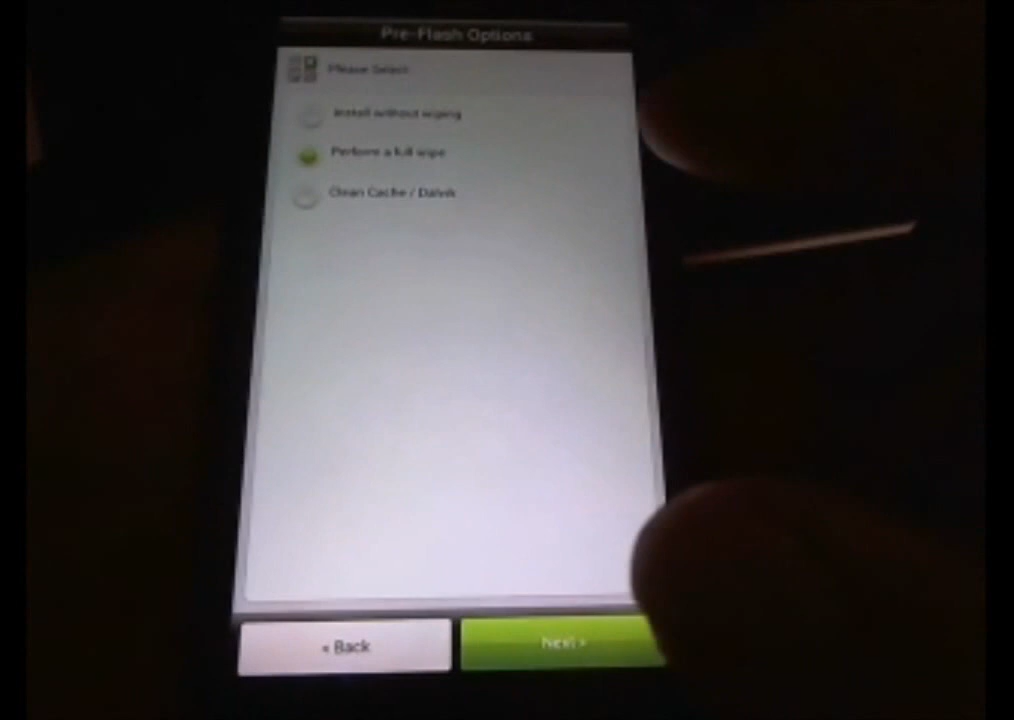 Pre-Flash Options
Please Select
Install without wiping
Perform a full wipe
Clean Cache / Dalvik
« Back
Next »